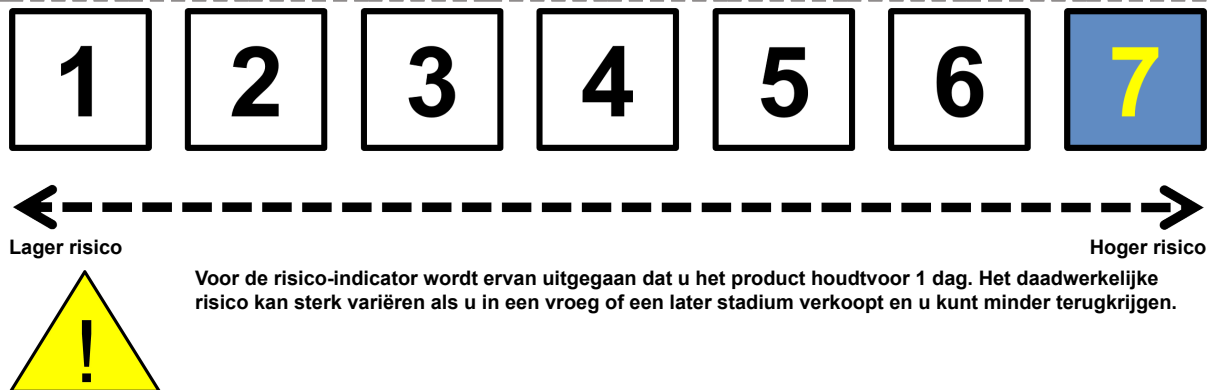 1 2 3 4 5 6 7
Lager risico Hoger risico
Voor de risico-indicator wordt ervan uitgegaan dat u het product houdtvoor 1 dag. Het daadwerkelijke
risico kan sterk variëren als u in een vroeg of een later stadium verkoopt en u kunt minder terugkrijgen.
!